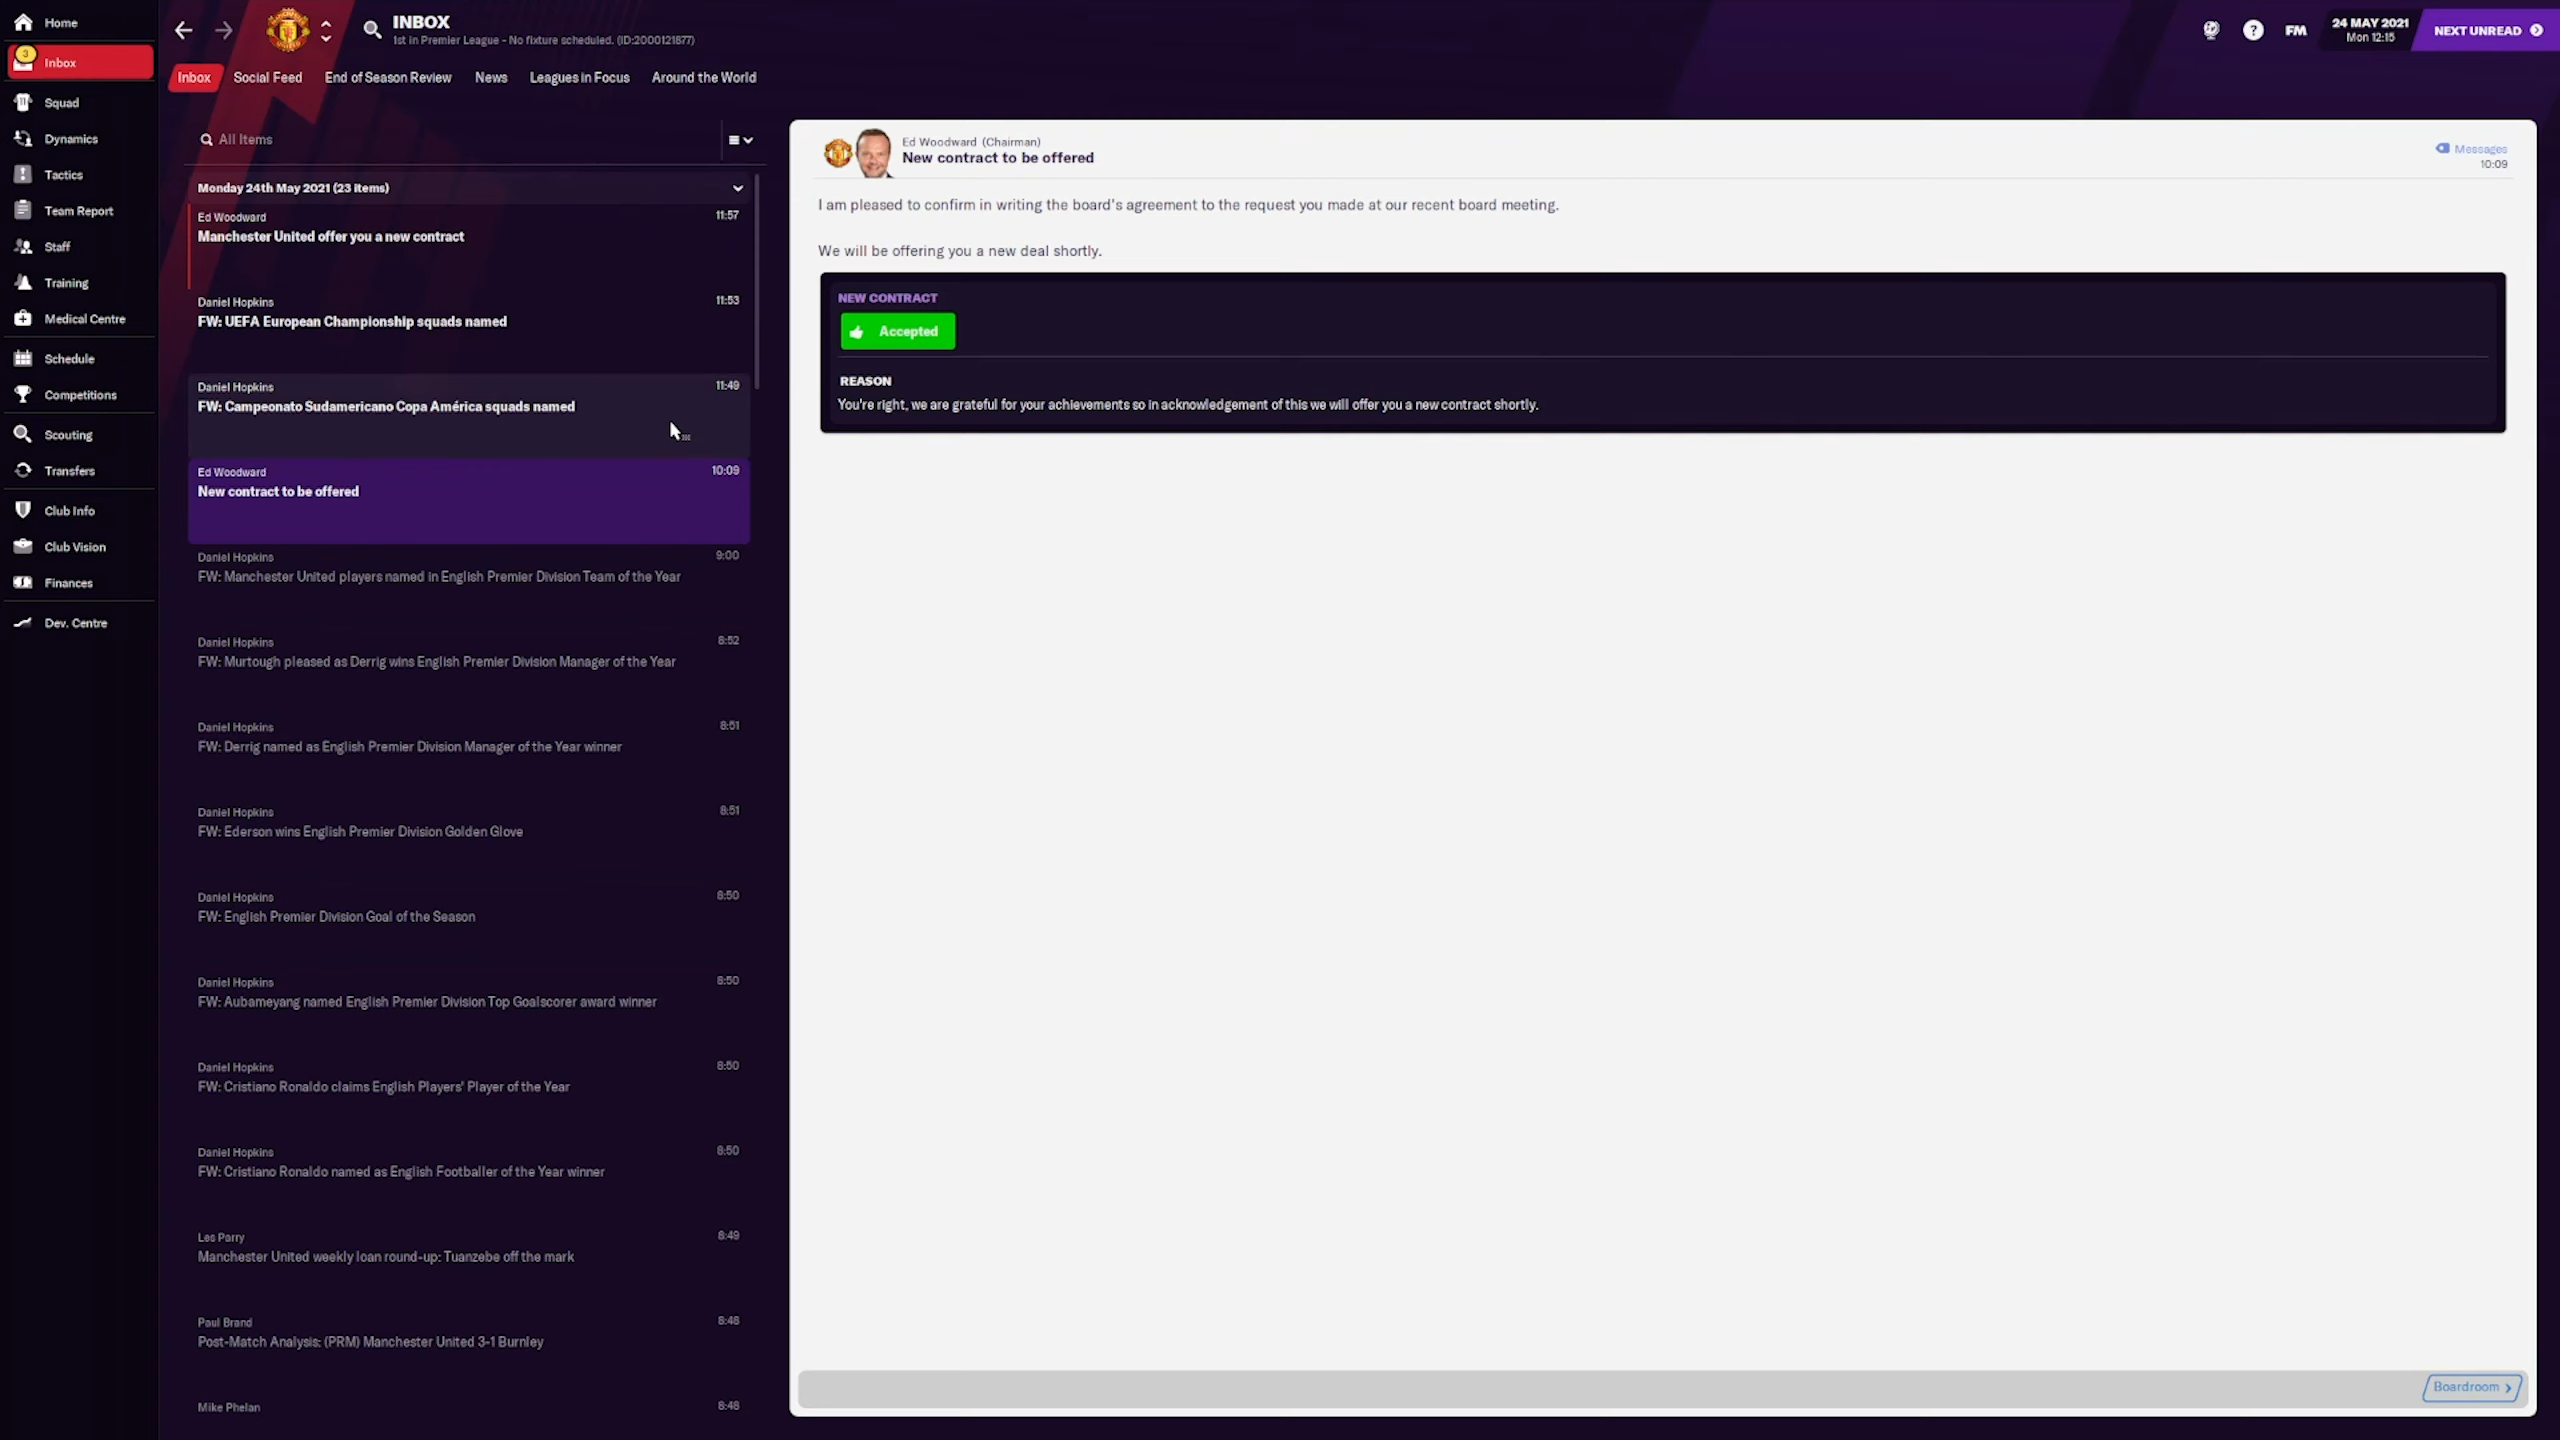 Home
3
Inbox
Squad
Dynamics
Tactics
Team Report
Staff
Training
Medical Centre
Schedule
Competitions
Scouting
Transfers
Club Info
Club Vision
Finances
Dev. Centre
INBOX
1st in Premier League - No fixture scheduled. (ID:2000121877)
FM
24 MAY 2021
Mon 12:15
NEXT UNREAD
Inbox
Social Feed
End of Season Review
News
Leagues in Focus
Around the World
All Items
Monday 24th May 2021 (23 items)
Ed Woodward 11:57
Manchester United offer you a new contract
Daniel Hopkins 11:53
FW: UEFA European Championship squads named
Daniel Hopkins 11:49
FW: Campeonato Sudamericano Copa América squads named
Ed Woodward 10:09
New contract to be offered
Daniel Hopkins 9:00
FW: Manchester United players named in English Premier Division Team of the Year
Daniel Hopkins 8:52
FW: Murtough pleased as Derrig wins English Premier Division Manager of the Year
Daniel Hopkins 8:51
FW: Derrig named as English Premier Division Manager of the Year winner
Daniel Hopkins 8:51
FW: Ederson wins English Premier Division Golden Glove
Daniel Hopkins 8:50
FW: English Premier Division Goal of the Season
Daniel Hopkins 8:50
FW: Aubameyang named English Premier Division Top Goalscorer award winner
Daniel Hopkins 8:50
FW: Cristiano Ronaldo claims English Players' Player of the Year
Daniel Hopkins 8:50
FW: Cristiano Ronaldo named as English Footballer of the Year winner
Les Parry 8:49
Manchester United weekly loan round-up: Tuanzebe off the mark
Paul Brand 8:48
Post-Match Analysis: (PRM) Manchester United 3-1 Burnley
Mike Phelan 8:48
Ed Woodward (Chairman)
New contract to be offered
Messages
10:09
I am pleased to confirm in writing the board's agreement to the request you made at our recent board meeting.
We will be offering you a new deal shortly.
NEW CONTRACT
Accepted
REASON
You're right, we are grateful for your achievements so in acknowledgement of this we will offer you a new contract shortly.
Boardroom